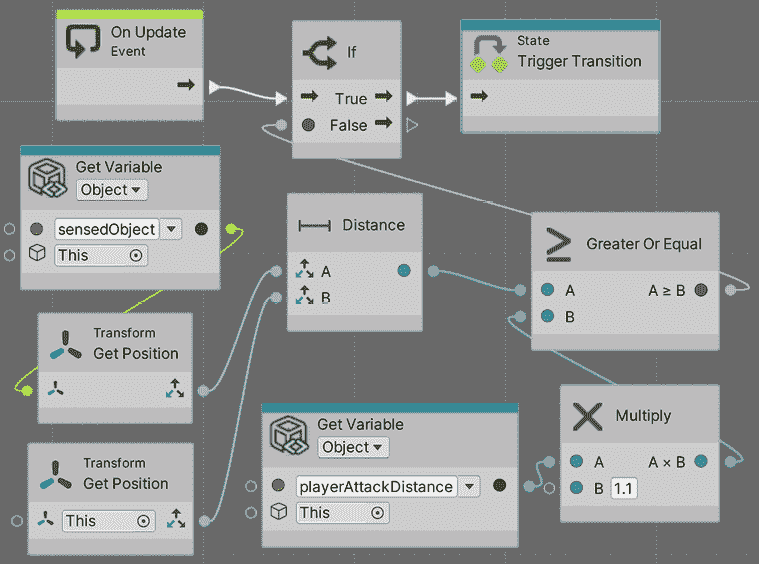 On Update
Event
If
True
False
State
Trigger Transition
Get Variable
Object
sensedObject
This
Distance
A
B
Greater Or Equal
A A ≥ B
B
Transform
Get Position
Transform
Get Position
This
Get Variable
Object
playerAttackDistance
This
Multiply
A A × B
B 1.1